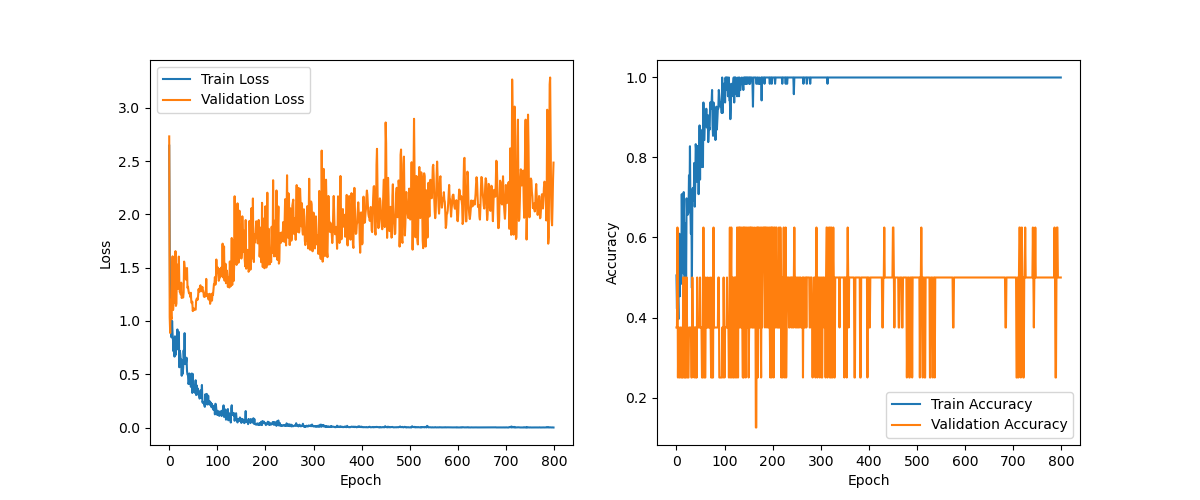 Train Loss
Validation Loss
3.0
2.5
2.0
1.5
1.0
0.5
0.0
Loss
0 100 200 300 400 500 600 700 800
Epoch
1.0
0.8
0.6
0.4
0.2
Accuracy
Train Accuracy
Validation Accuracy
0 100 200 300 400 500 600 700 800
Epoch